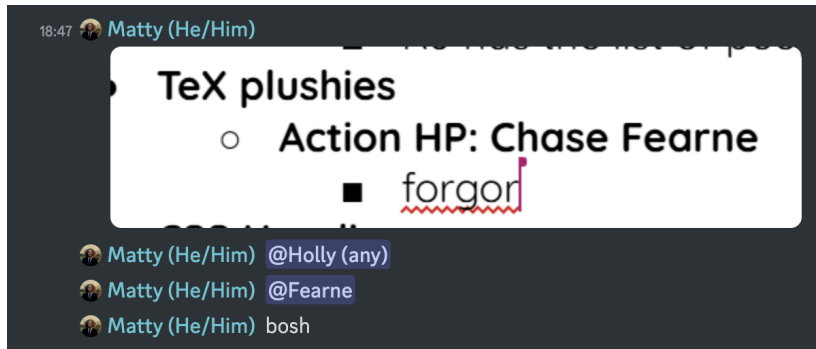 18:47 Matty (He/Him)
TeX plushies
Action HP: Chase Fearne
forgor
Matty (He/Him) @Holly (any)
Matty (He/Him) @Fearne
Matty (He/Him) bosh